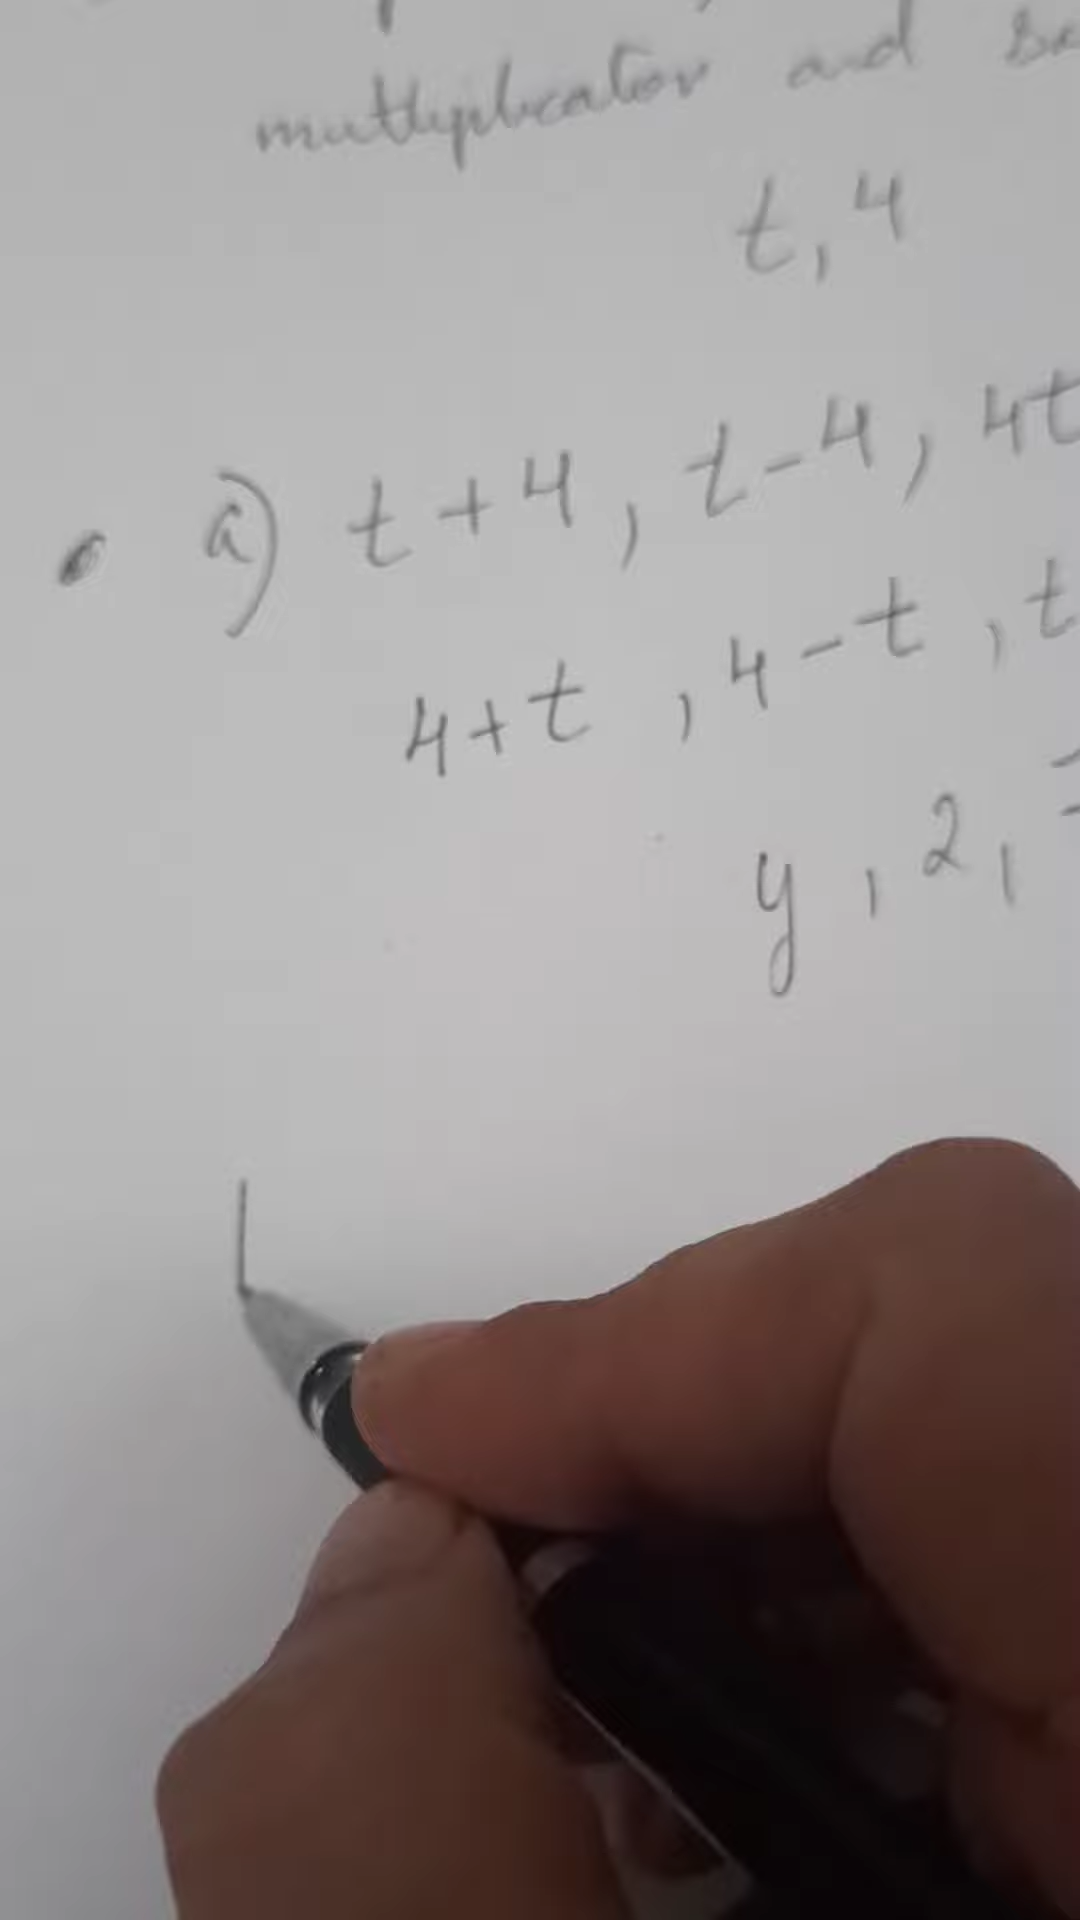 multiplication and
t, 4
a) t+4, t-4, 4t
4+t, 4-t, t
y, 2,